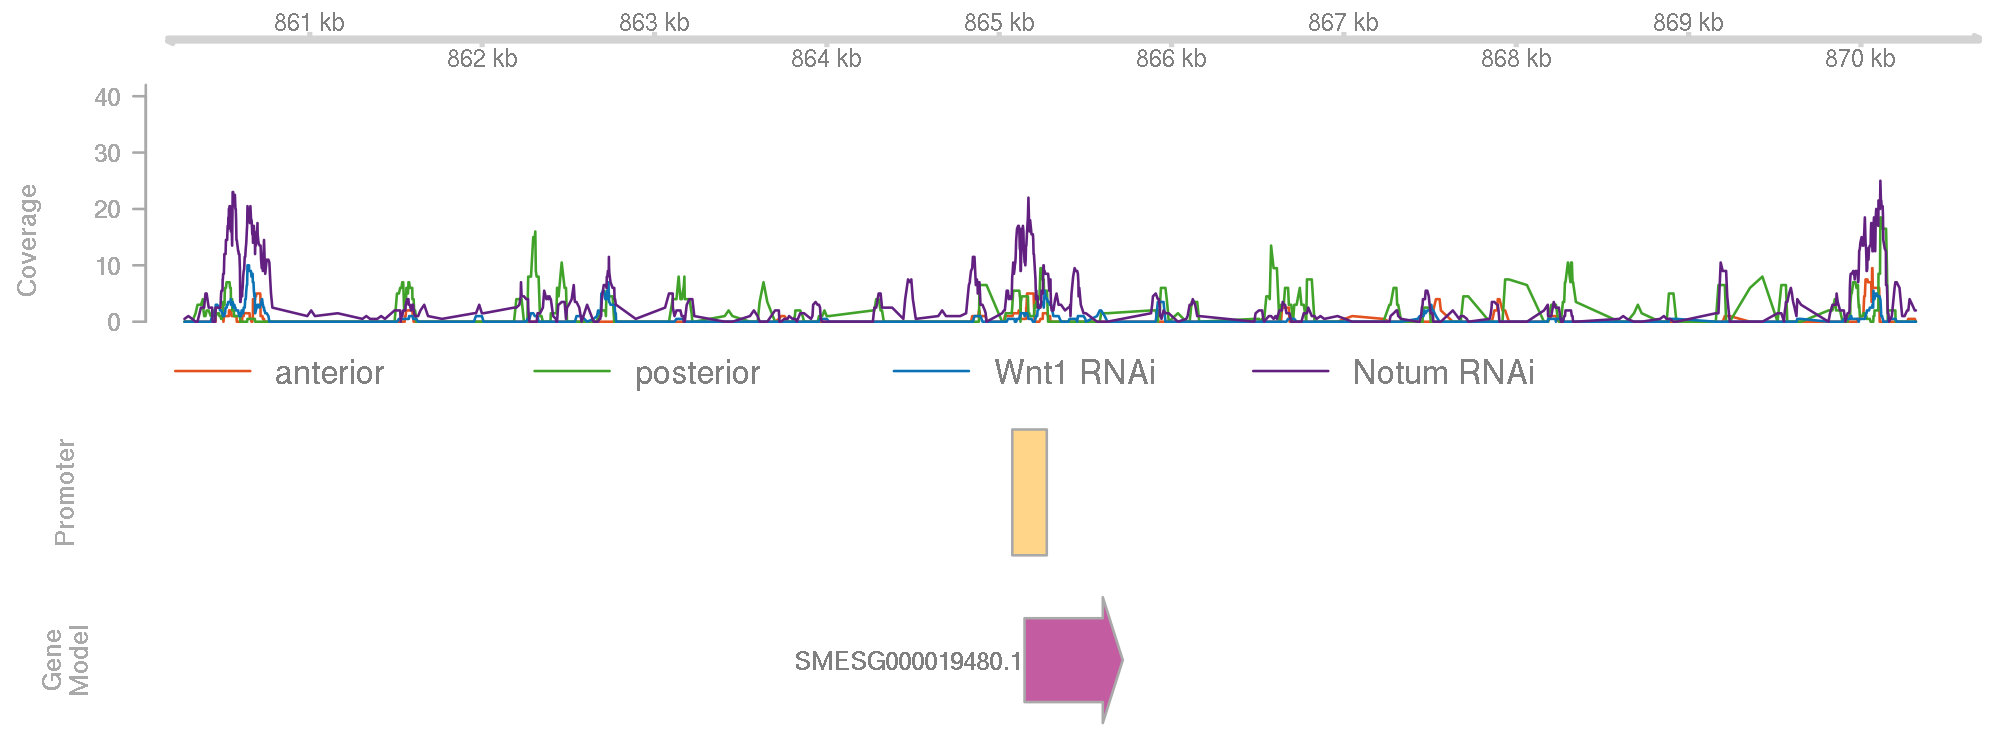 861 kb 863 kb 865 kb 867 kb 869 kb
862 kb 864 kb 866 kb 868 kb 870 kb
Coverage
40
30
20
10
0
anterior posterior Wnt1 RNAi Notum RNAi
Promoter
Gene
Model
SMESG000019480.1